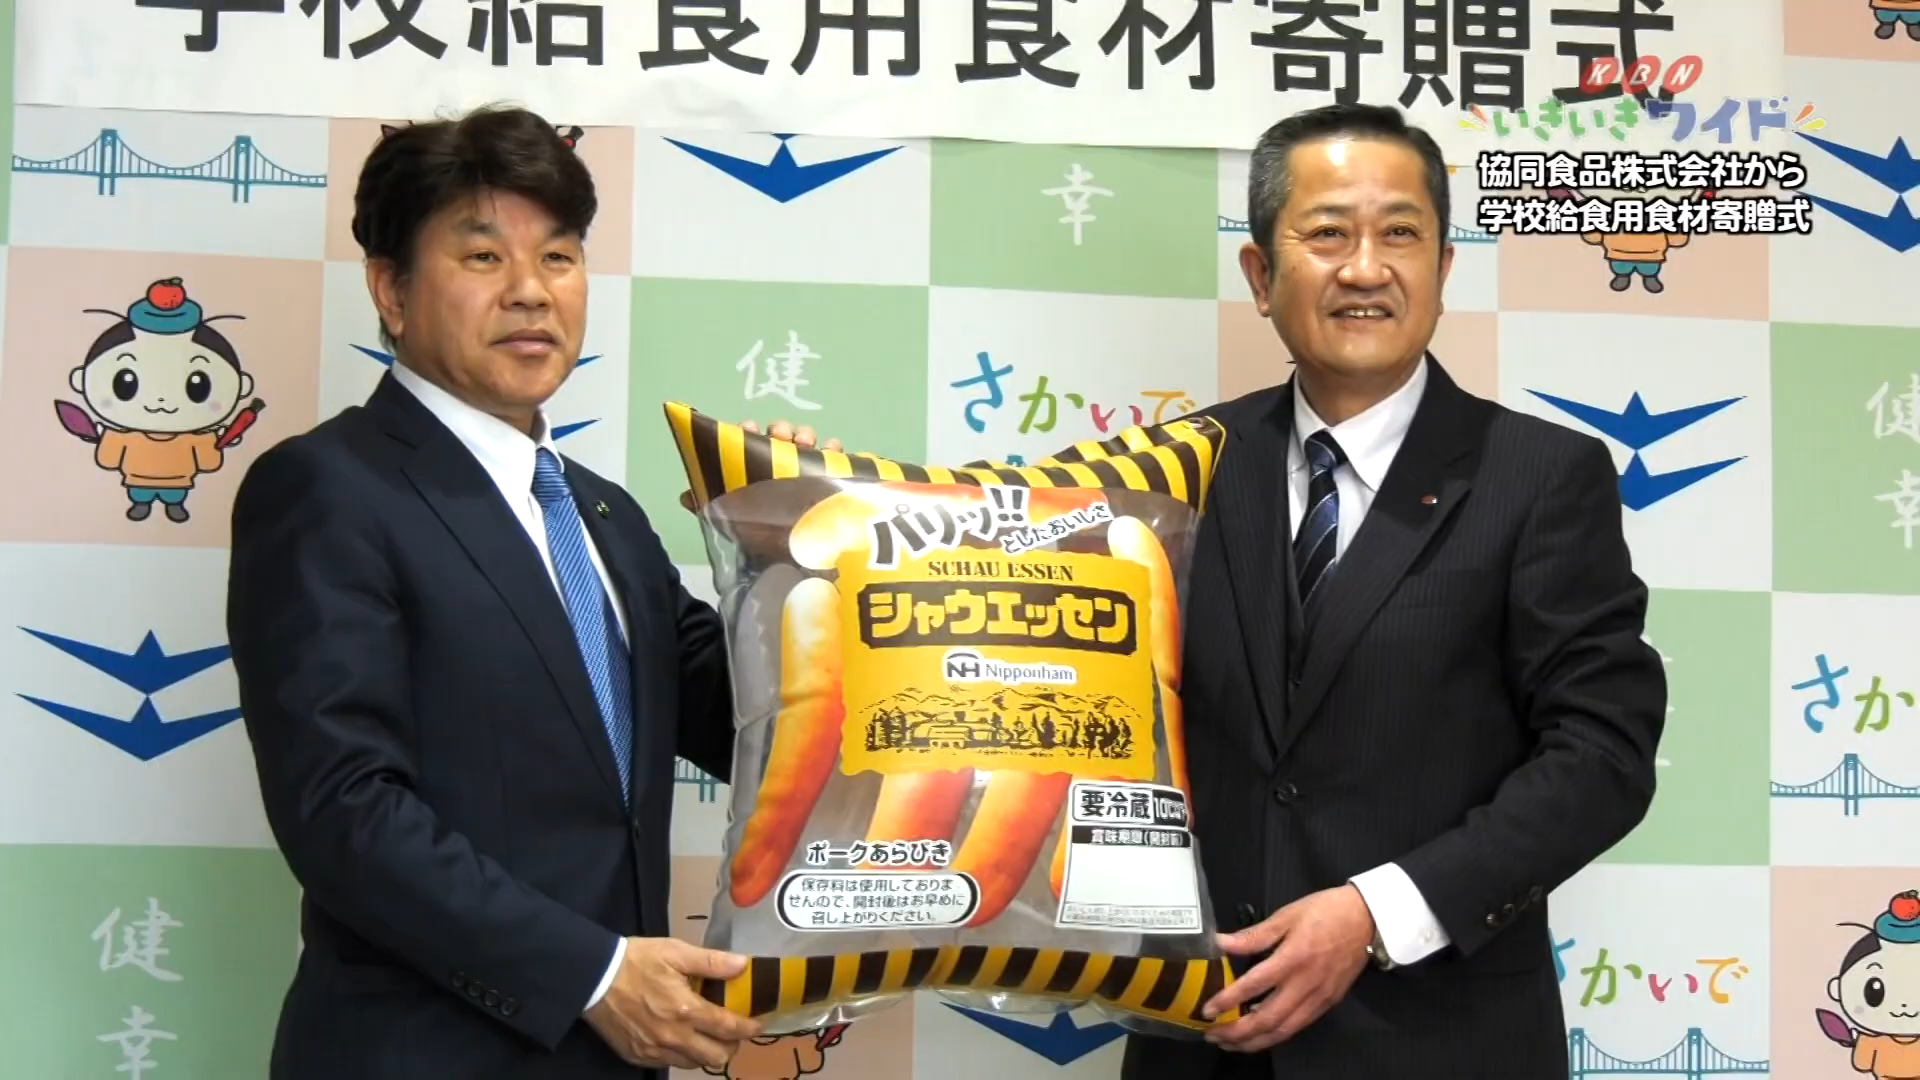 学校給食用食材寄贈式
KBN
いきいきワイド
協同食品株式会社から
学校給食用食材寄贈式
幸
健
さかいで
パリッ!!
としたおいしさ
SCHAU ESSEN
シャウエッセン
NH Nipponham
さか
要冷蔵
賞味期限(開封前)
ポークあらびき
保存料は使用しておりま
せんので、開封後はお早めに
召し上がりください。
健
幸
健
幸
さかいで